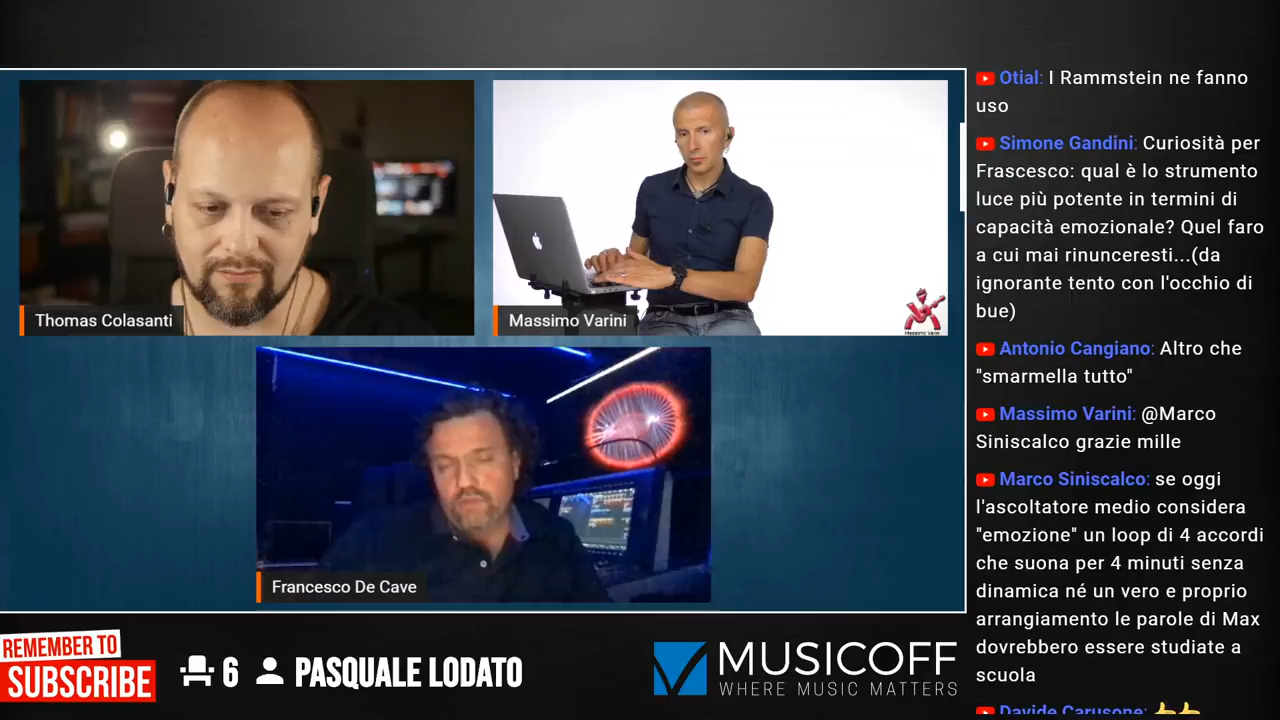 Otial: I Rammstein ne fanno
uso
Simone Gandini: Curiosità per
Frascesco: qual è lo strumento
luce più potente in termini di
capacità emozionale? Quel faro
a cui mai rinunceresti...(da
ignorante tento con l'occhio di
bue)
Antonio Cangiano: Altro che
"smarmella tutto"
Massimo Varini: @Marco
Siniscalco grazie mille
Marco Siniscalco: se oggi
l'ascoltatore medio considera
"emozione" un loop di 4 accordi
che suona per 4 minuti senza
dinamica né un vero e proprio
arrangiamento le parole di Max
dovrebbero essere studiate a
scuola
Davide Carusone: 👍👍
Thomas Colasanti
Massimo Varini
Massimo Varini
Francesco De Cave
REMEMBER TO
SUBSCRIBE
6 PASQUALE LODATO
MUSICOFF
WHERE MUSIC MATTERS